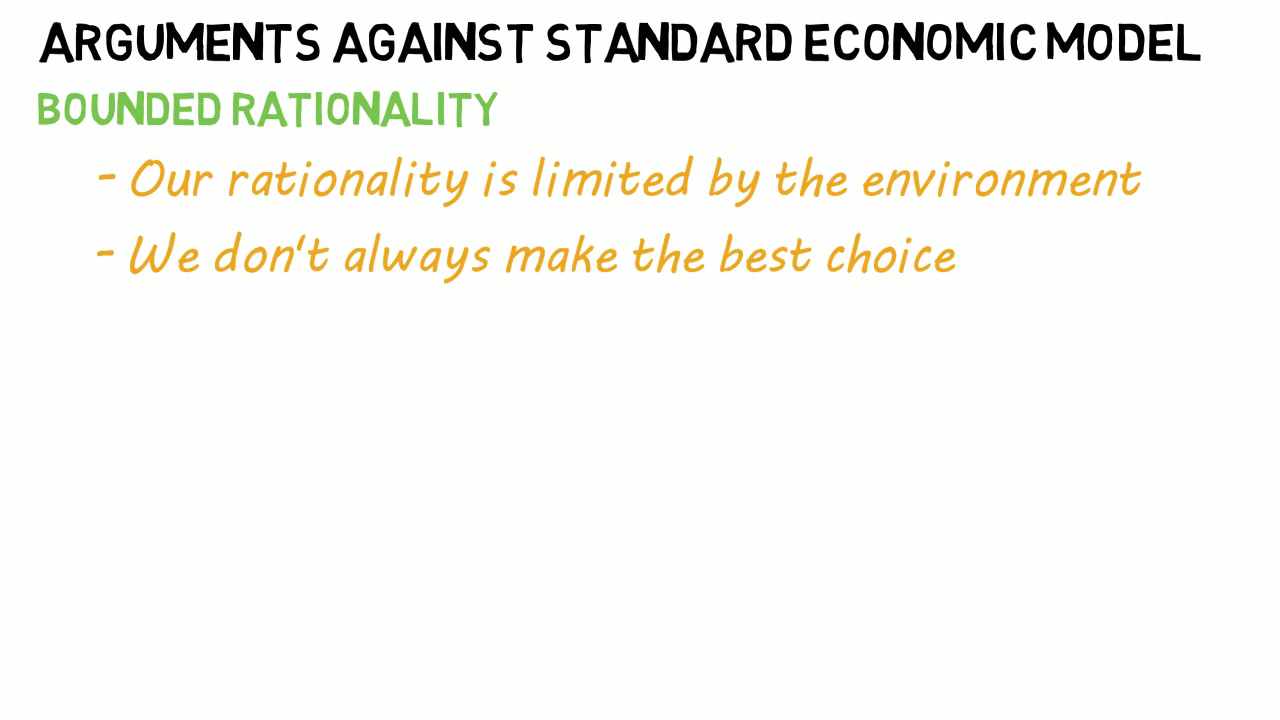 ARGUMENTS AGAINST STANDARD ECONOMIC MODEL
BOUNDED RATIONALITY
- Our rationality is limited by the environment
- We don't always make the best choice